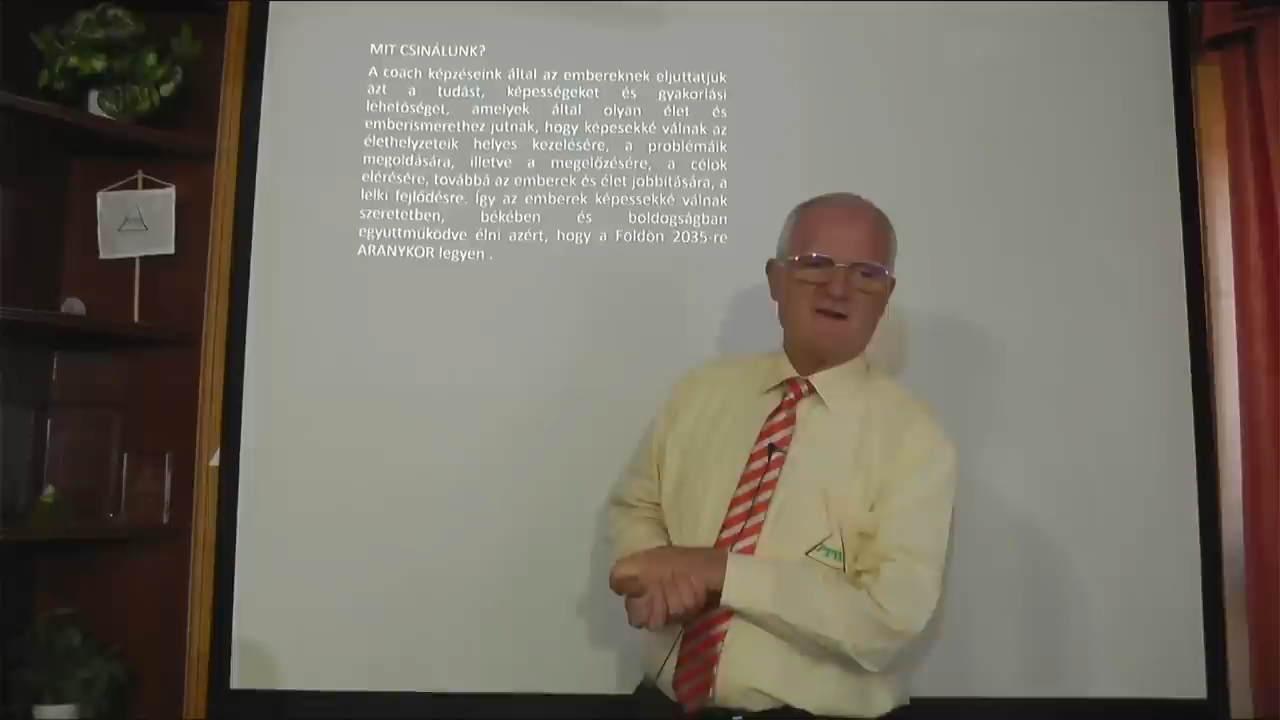 MIT CSINÁLUNK?
A coach képzéseink által az embereknek eljuttatjuk
azt a tudást, képességeket és gyakorlási
lehetőséget, amelyek által olyan élet és
emberismerethez jutnak, hogy képesekké válnak az
élethelyzeteik helyes kezelésére, a problémáik
megoldására, illetve a megelőzésére, a célok
elérésére, továbbá az emberek és élet jobbítására, a
lelki fejlődésre. Így az emberek képessekké válnak
szeretetben, békében és boldogságban
együttműködve élni azért, hogy a Földön 2035-re
ARANYKOR legyen .